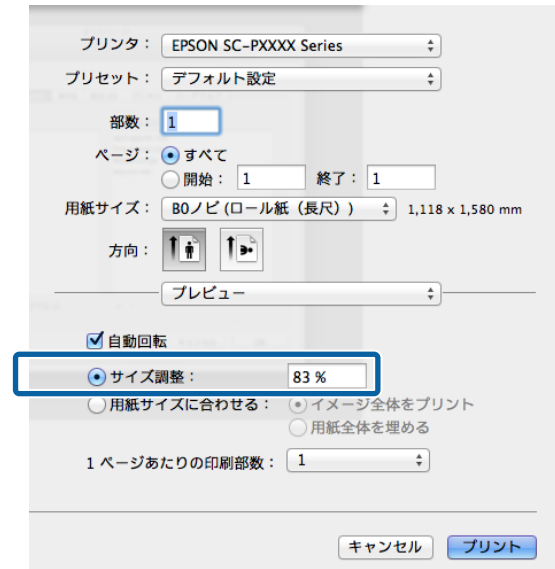 プリンタ： EPSON SC-PXXXX Series
プリセット： デフォルト設定
部数： 1
ページ： すべて
開始： 1 終了： 1
用紙サイズ： B0ノビ (ロール紙（長尺）) 1,118 x 1,580 mm
方向：
プレビュー
自動回転
サイズ調整： 83 %
用紙サイズに合わせる： イメージ全体をプリント
用紙全体を埋める
1 ページあたりの印刷部数： 1
キャンセル プリント